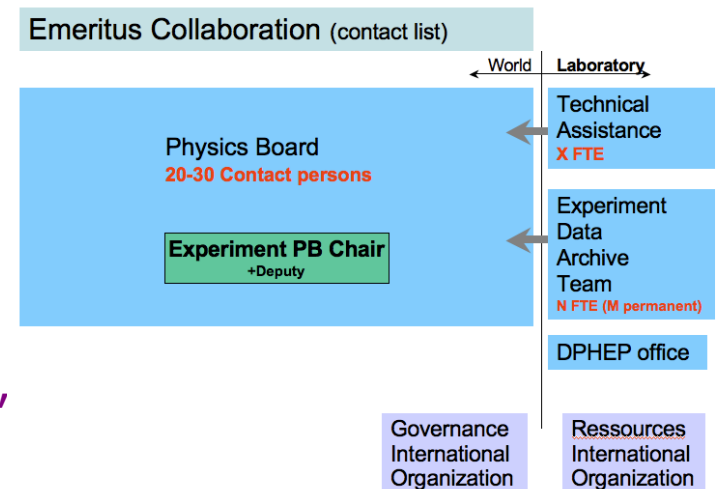 Emeritus Collaboration (contact list)
World Laboratory
Technical
Assistance
X FTE
Physics Board
20-30 Contact persons
Experiment PB Chair
+Deputy
Experiment
Data
Archive
Team
N FTE (M permanent)
DPHEP office
,
Governance
International
Organization
Ressources
International
Organization